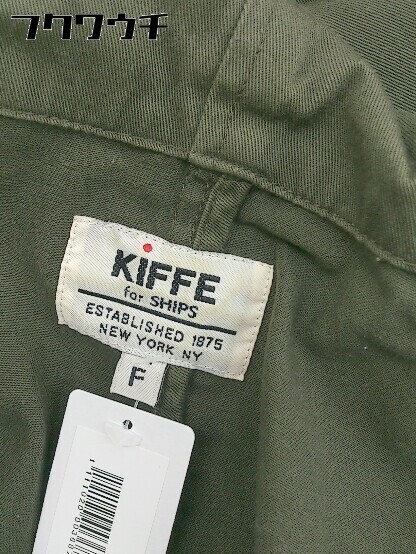 フクワウチ
KiFFE
for SHIPS
ESTABLISHED 1875
NEW YORK NY
F